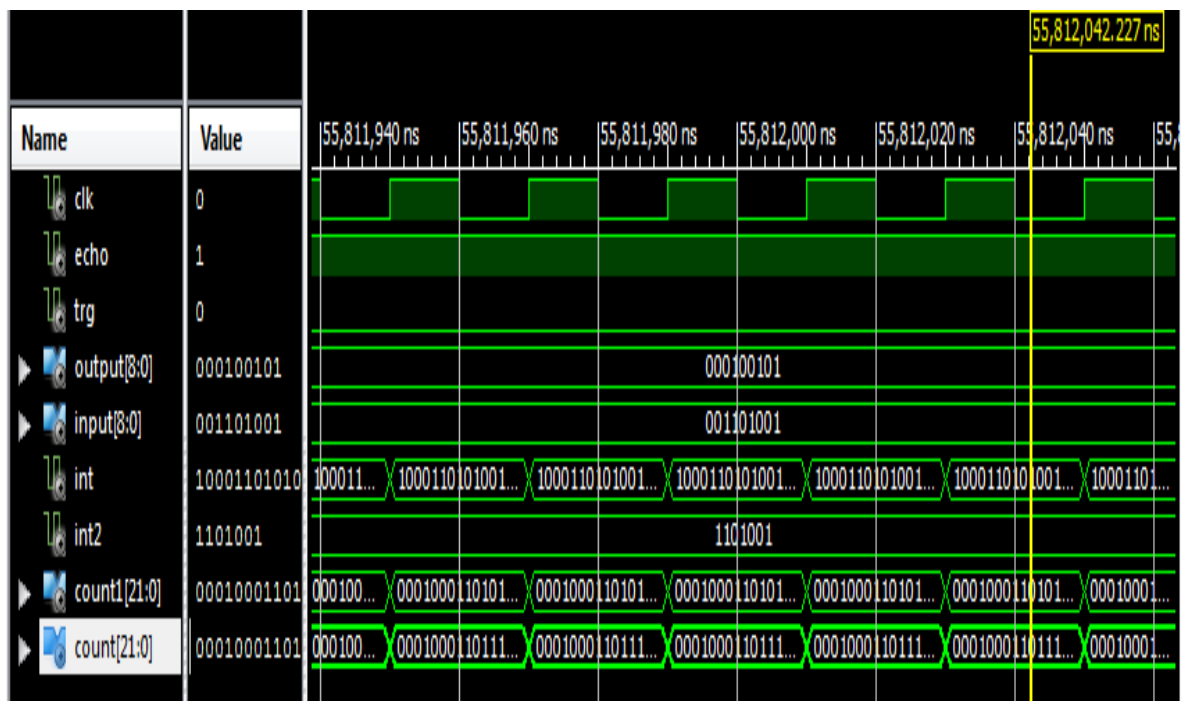 55,812,042.227 ns
Name Value 55,811,940 ns 55,811,960 ns 55,811,980 ns 55,812,000 ns 55,812,020 ns 55,812,040 ns 55,
clk 0
echo 1
trg 0
output[8:0] 000100101 000100101
input[8:0] 001101001 001101001
int 10001101010 100011... 1000110101001... 1000110101001... 1000110101001... 1000110101001... 1000110101001... 10001101...
int2 1101001 1101001
count1[21:0] 00010001101 000100... 0001000110101... 0001000110101... 0001000110101... 0001000110101... 0001000110101... 00010001...
count[21:0] 00010001101 000100... 0001000110111... 0001000110111... 0001000110111... 0001000110111... 0001000110111... 00010001...